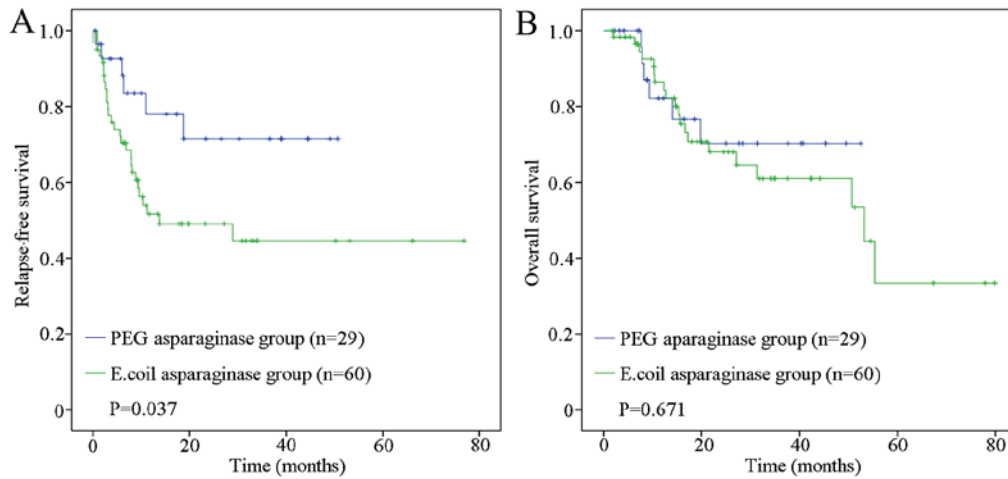 A
Relapse-free survival
1.0
0.8
0.6
0.4
0.2
0
PEG asparaginase group (n=29)
E.coil asparaginase group (n=60)
P=0.037
0 20 40 60 80
Time (months)
B
Overall survival
1.0
0.8
0.6
0.4
0.2
0
PEG aparaginase group (n=29)
E.coil asparaginase group (n=60)
P=0.671
0 20 40 60 80
Time (months)